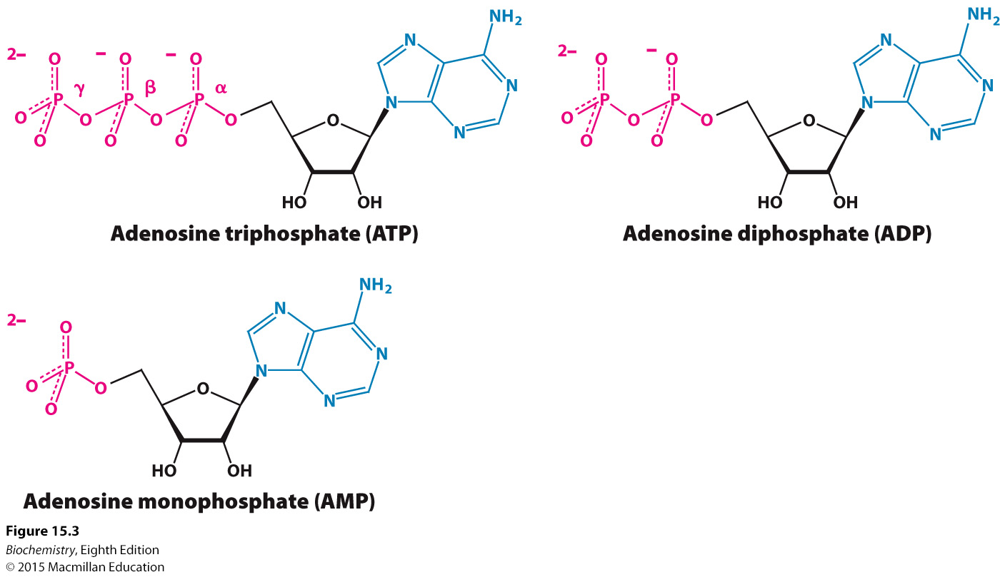 NH2
NH2
2–
O
–
O
–
O
N
2–
O
–
O
N
γ
β
α
P
P
P
N
P
P
N
O
O
O
O
O
N
O
O
O
O
N
O
O
O
N
O
O
N
HO
OH
HO
OH
Adenosine triphosphate (ATP)
Adenosine diphosphate (ADP)
NH2
2–
O
N
P
N
O
O
O
N
O
N
HO
OH
Adenosine monophosphate (AMP)
Figure 15.3
Biochemistry, Eighth Edition
© 2015 Macmillan Education